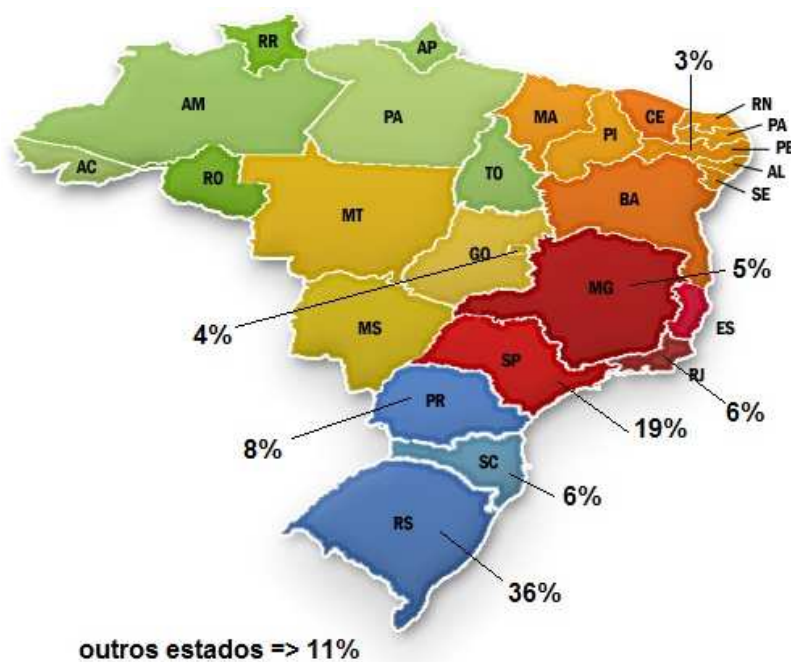 RR
AP
3%
AM
PA
MA
CE
RN
PI
PA
PE
AL
AC
RO
TO
SE
MT
BA
GO
5%
MG
4%
MS
ES
SP
RJ
PR
6%
19%
8%
SC
6%
RS
36%
outros estados => 11%